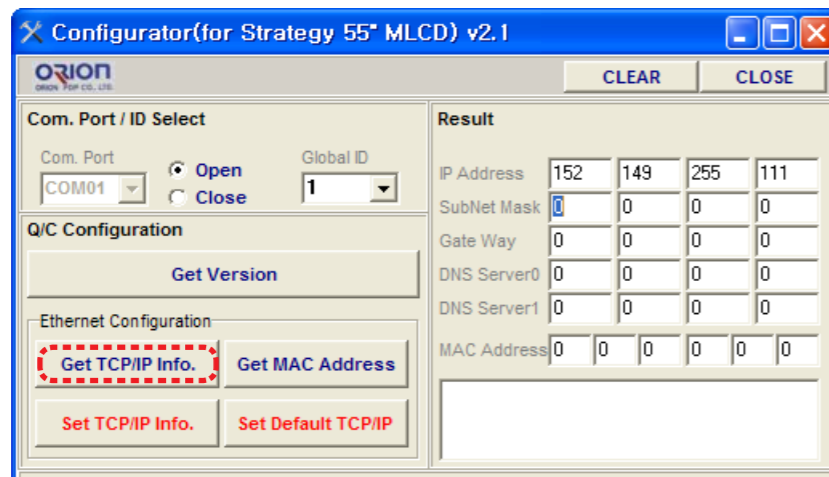 Configurator(for Strategy 55" MLCD) v2.1
ORION
ORION PDP CO., LTD.
CLEAR CLOSE
Com. Port / ID Select
Com. Port
Global ID
COM01
Open
Close
1
Q/C Configuration
Get Version
Ethernet Configuration
Get TCP/IP Info. Get MAC Address
Set TCP/IP Info. Set Default TCP/IP
Result
IP Address 152 149 255 111
SubNet Mask 0 0 0 0
Gate Way 0 0 0 0
DNS Server0 0 0 0 0
DNS Server1 0 0 0 0
MAC Address 0 0 0 0 0 0